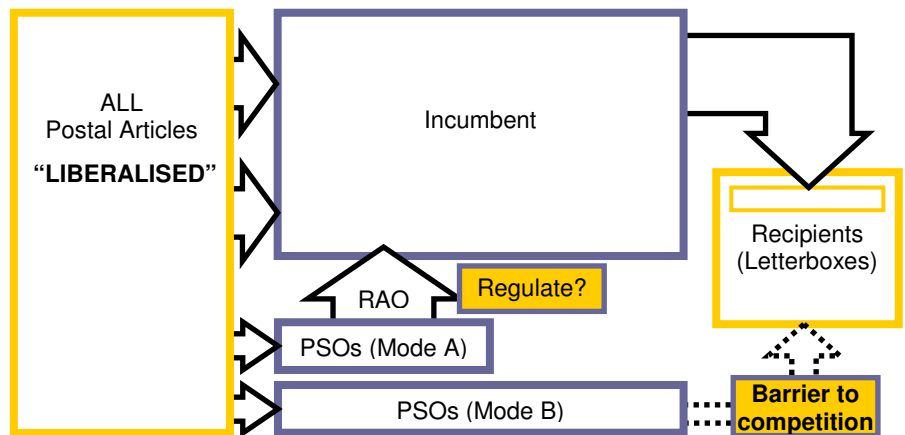 ALL
Postal Articles
“LIBERALISED”
Incumbent
Recipients
(Letterboxes)
RAO
Regulate?
PSOs (Mode A)
PSOs (Mode B)
Barrier to
competition